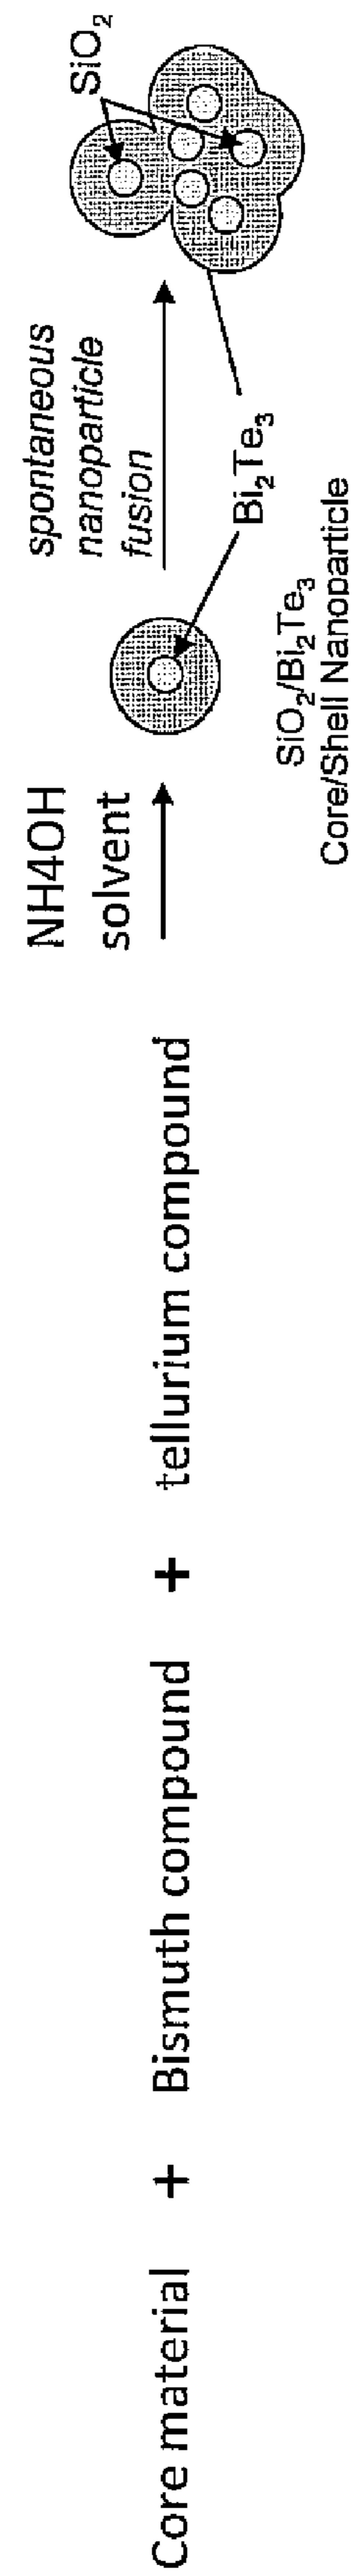 Core material + Bismuth compound + tellurium compound
NH4OH
solvent
spontaneous
nanoparticle
fusion
SiO₂
Bi₂Te₃
SiO₂/Bi₂Te₃
Core/Shell Nanoparticle